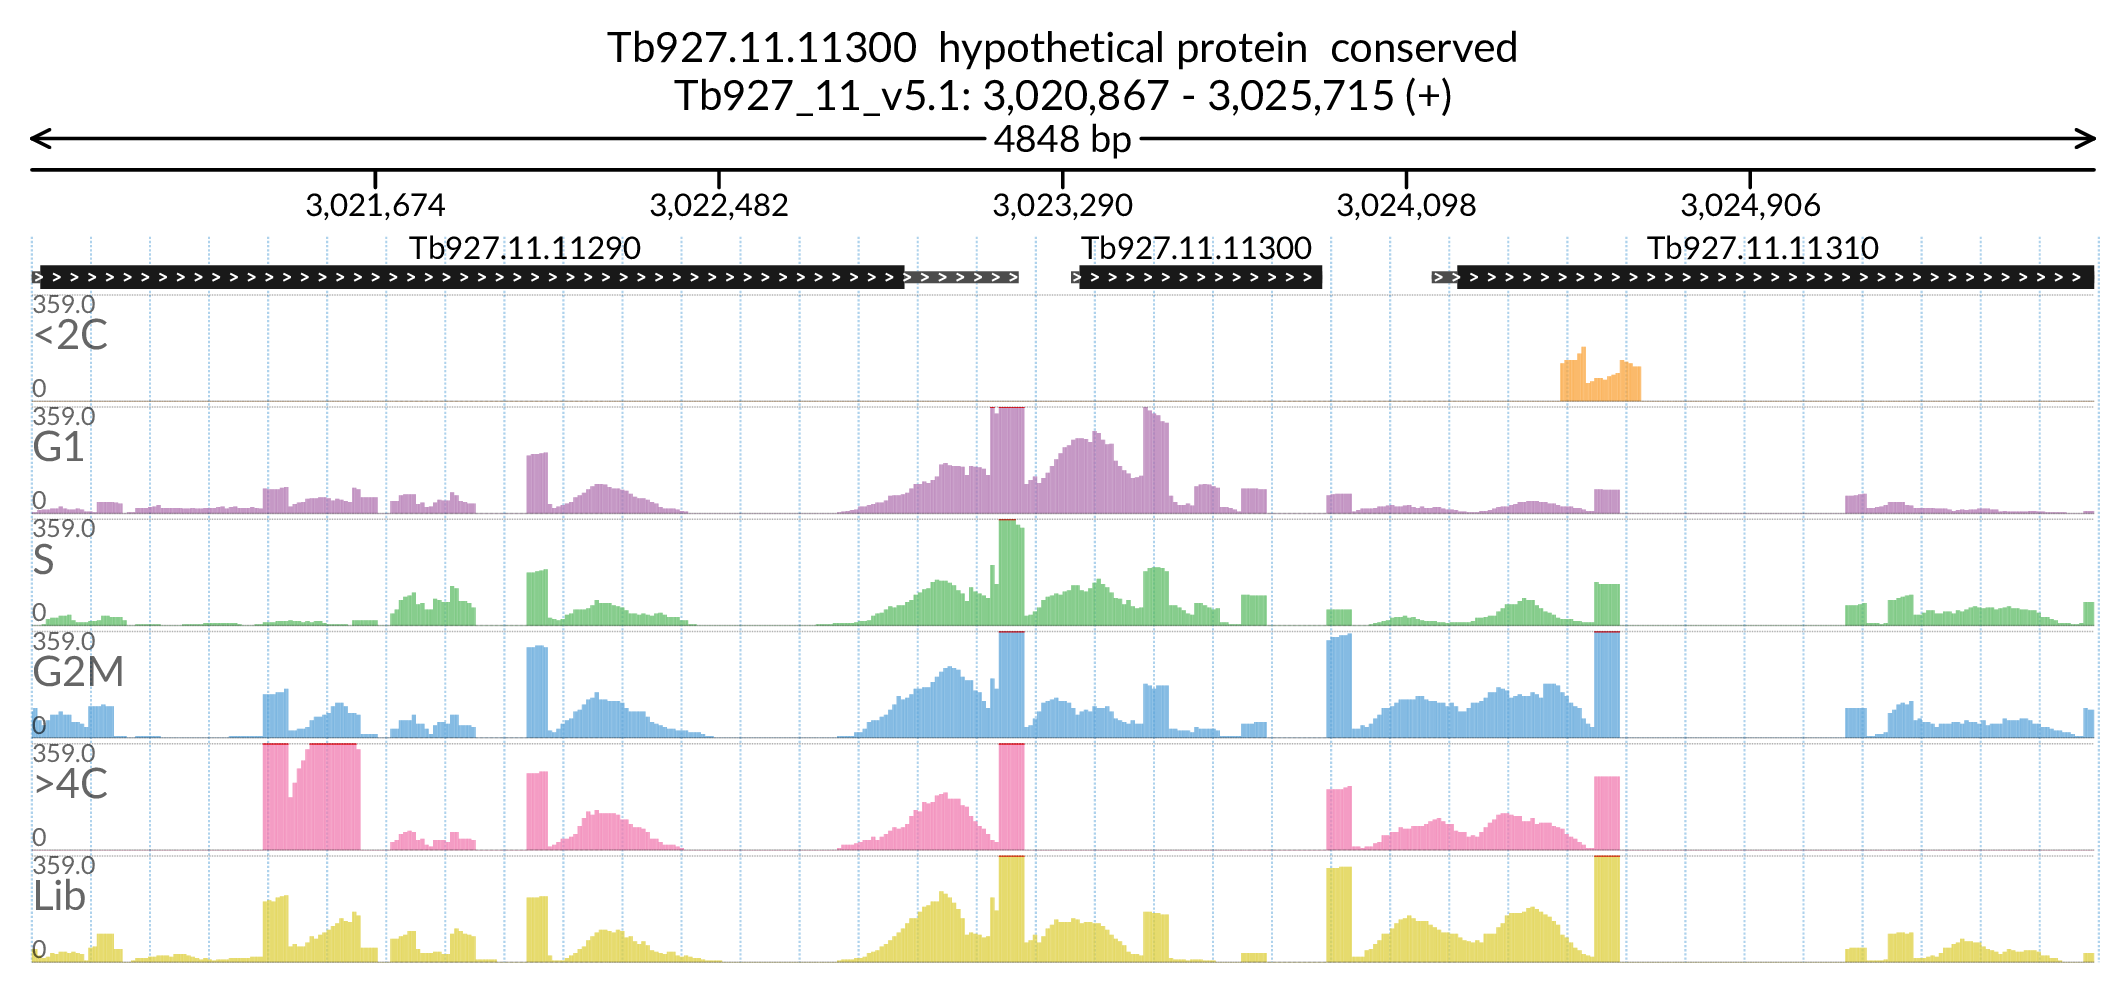 Tb927.11.11300 hypothetical protein conserved
Tb927_11_v5.1: 3,020,867 - 3,025,715 (+)
4848 bp
3,021,674 3,022,482 3,023,290 3,024,098 3,024,906
Tb927.11.11290 Tb927.11.11300 Tb927.11.11310
359.0
<2C
0
359.0
G1
0
359.0
S
0
359.0
G2M
0
359.0
>4C
0
359.0
Lib
0